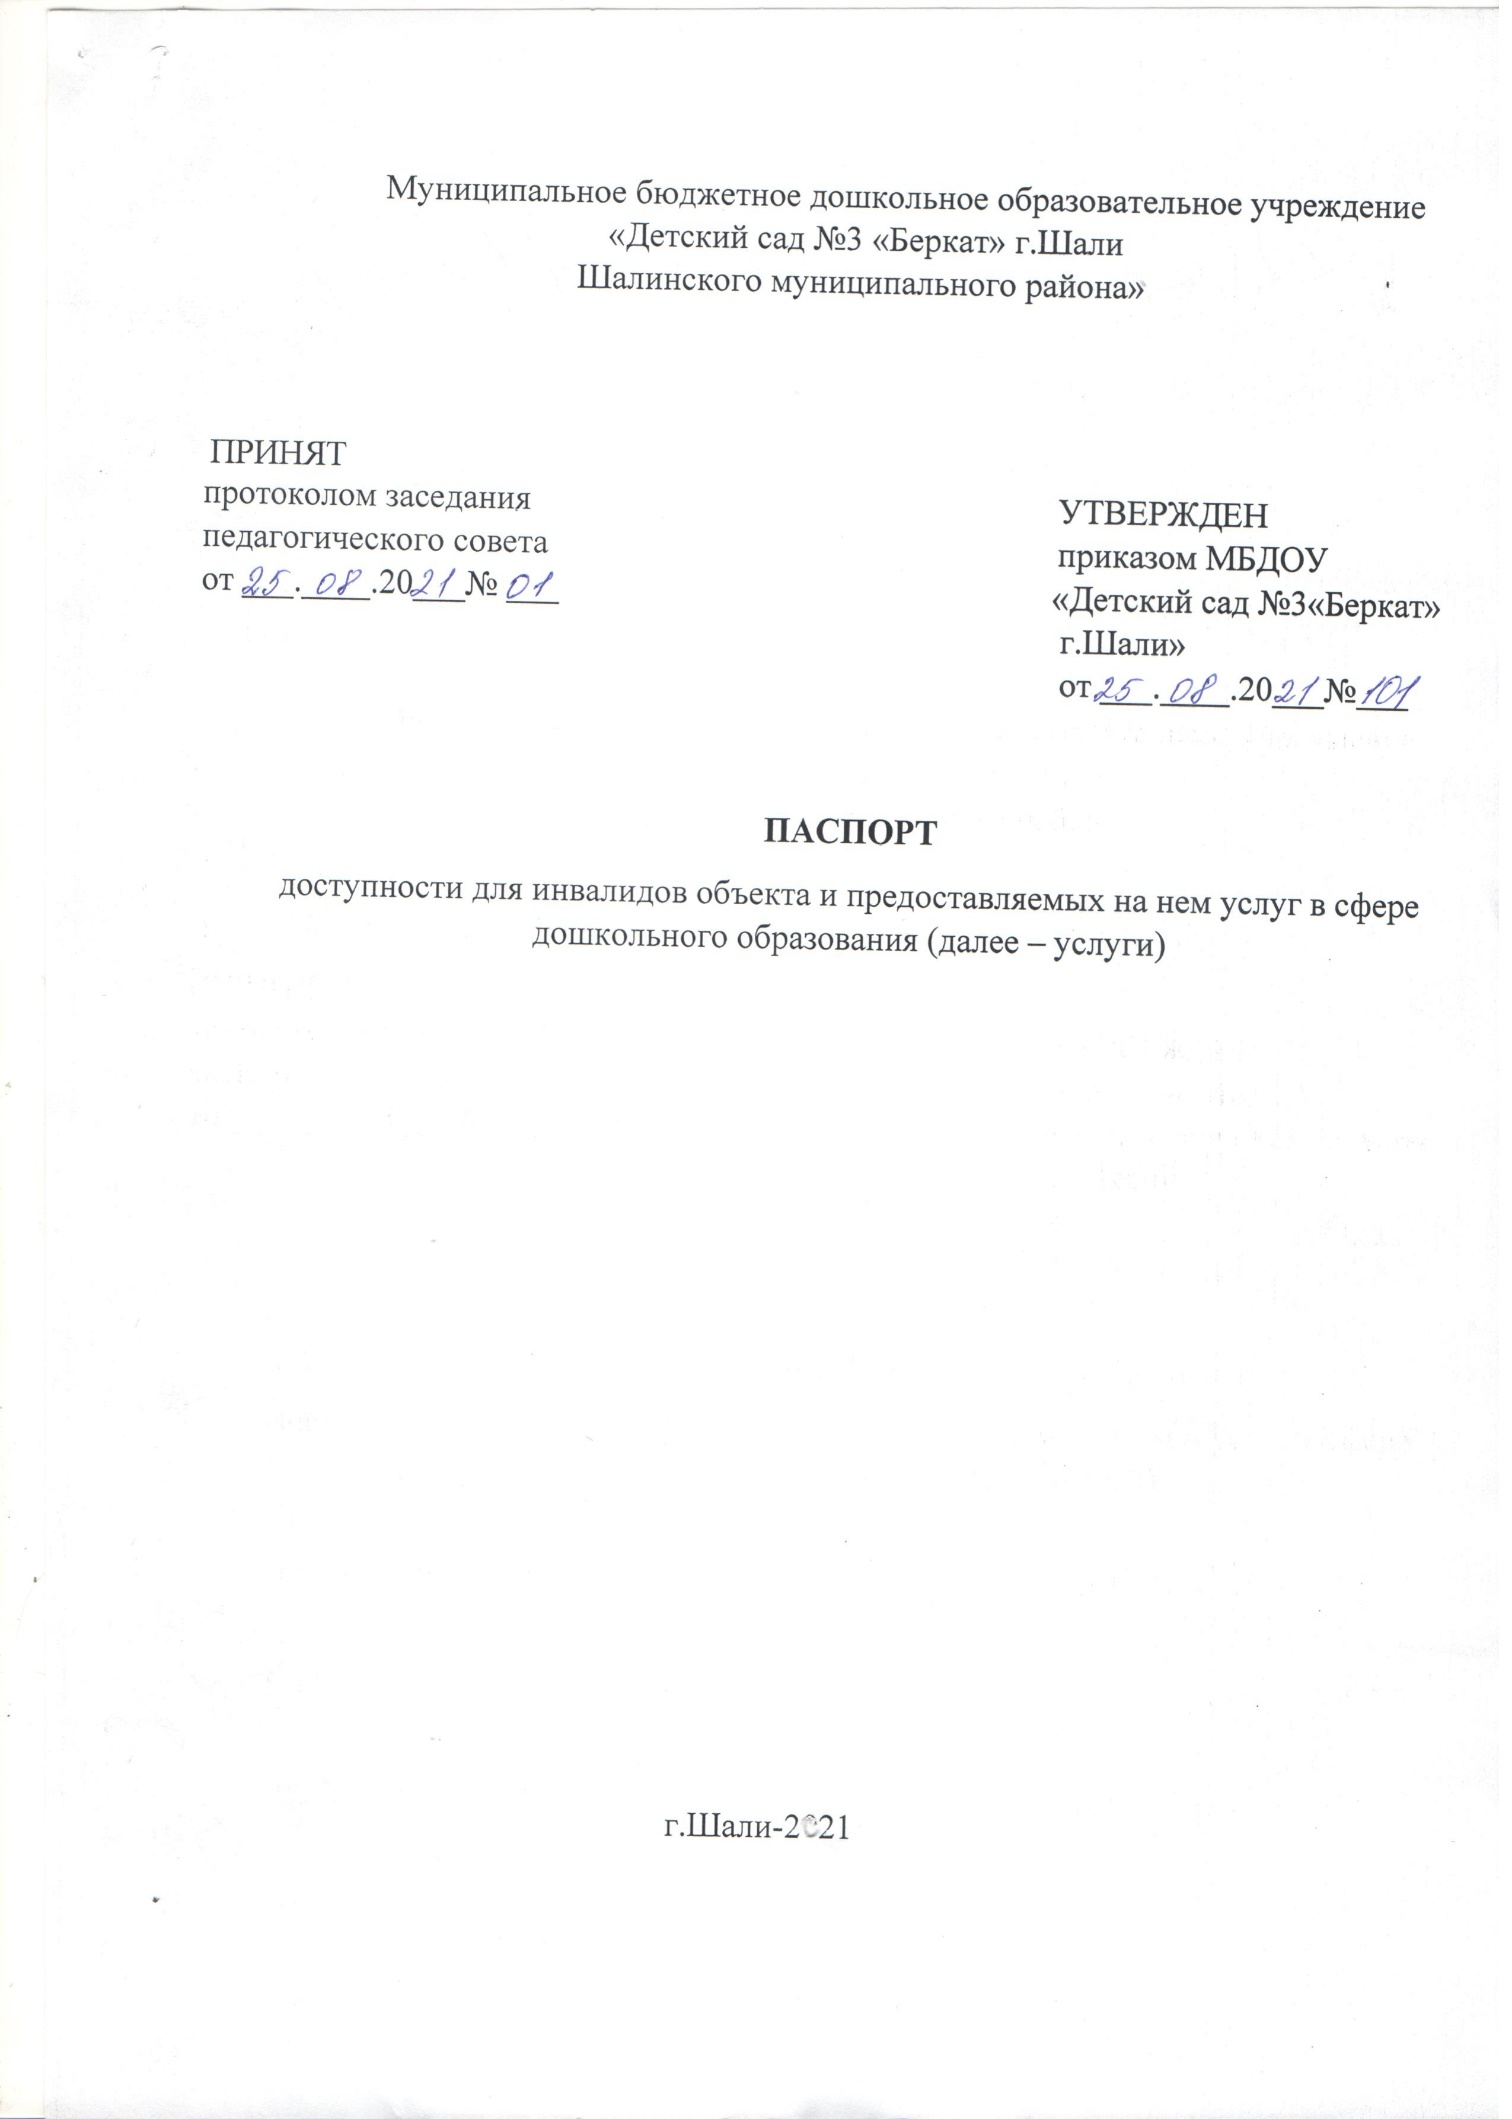 Муниципальное бюджетное дошкольное образовательное учреждение
«Детский сад №3 «Беркат» г.Шали
Шалинского муниципального района»
ПРИНЯТ
протоколом заседания
педагогического совета
от 25.08.2021 № 01
УТВЕРЖДЕН
приказом МБДОУ
«Детский сад №3«Беркат»
г.Шали»
от 25.08.2021 № 101
ПАСПОРТ
доступности для инвалидов объекта и предоставляемых на нем услуг в сфере
дошкольного образования (далее – услуги)
г.Шали-2021